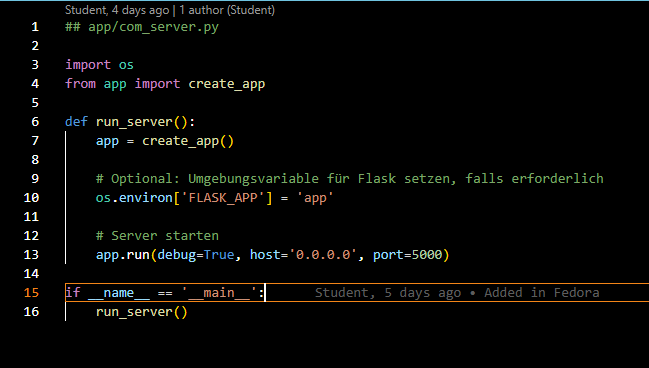 Student, 4 days ago | 1 author (Student)
1 ## app/com_server.py
2
3 import os
4 from app import create_app
5
6 def run_server():
7     app = create_app()
8
9     # Optional: Umgebungsvariable für Flask setzen, falls erforderlich
10     os.environ['FLASK_APP'] = 'app'
11
12     # Server starten
13     app.run(debug=True, host='0.0.0.0', port=5000)
14
15 if __name__ == '__main__': Student, 5 days ago • Added in Fedora
16     run_server()